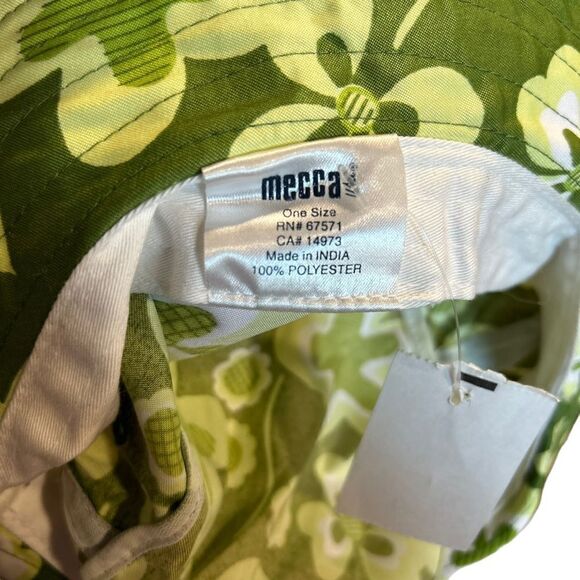 mecca
One Size
RN# 67571
CA# 14973
Made in INDIA
100% POLYESTER